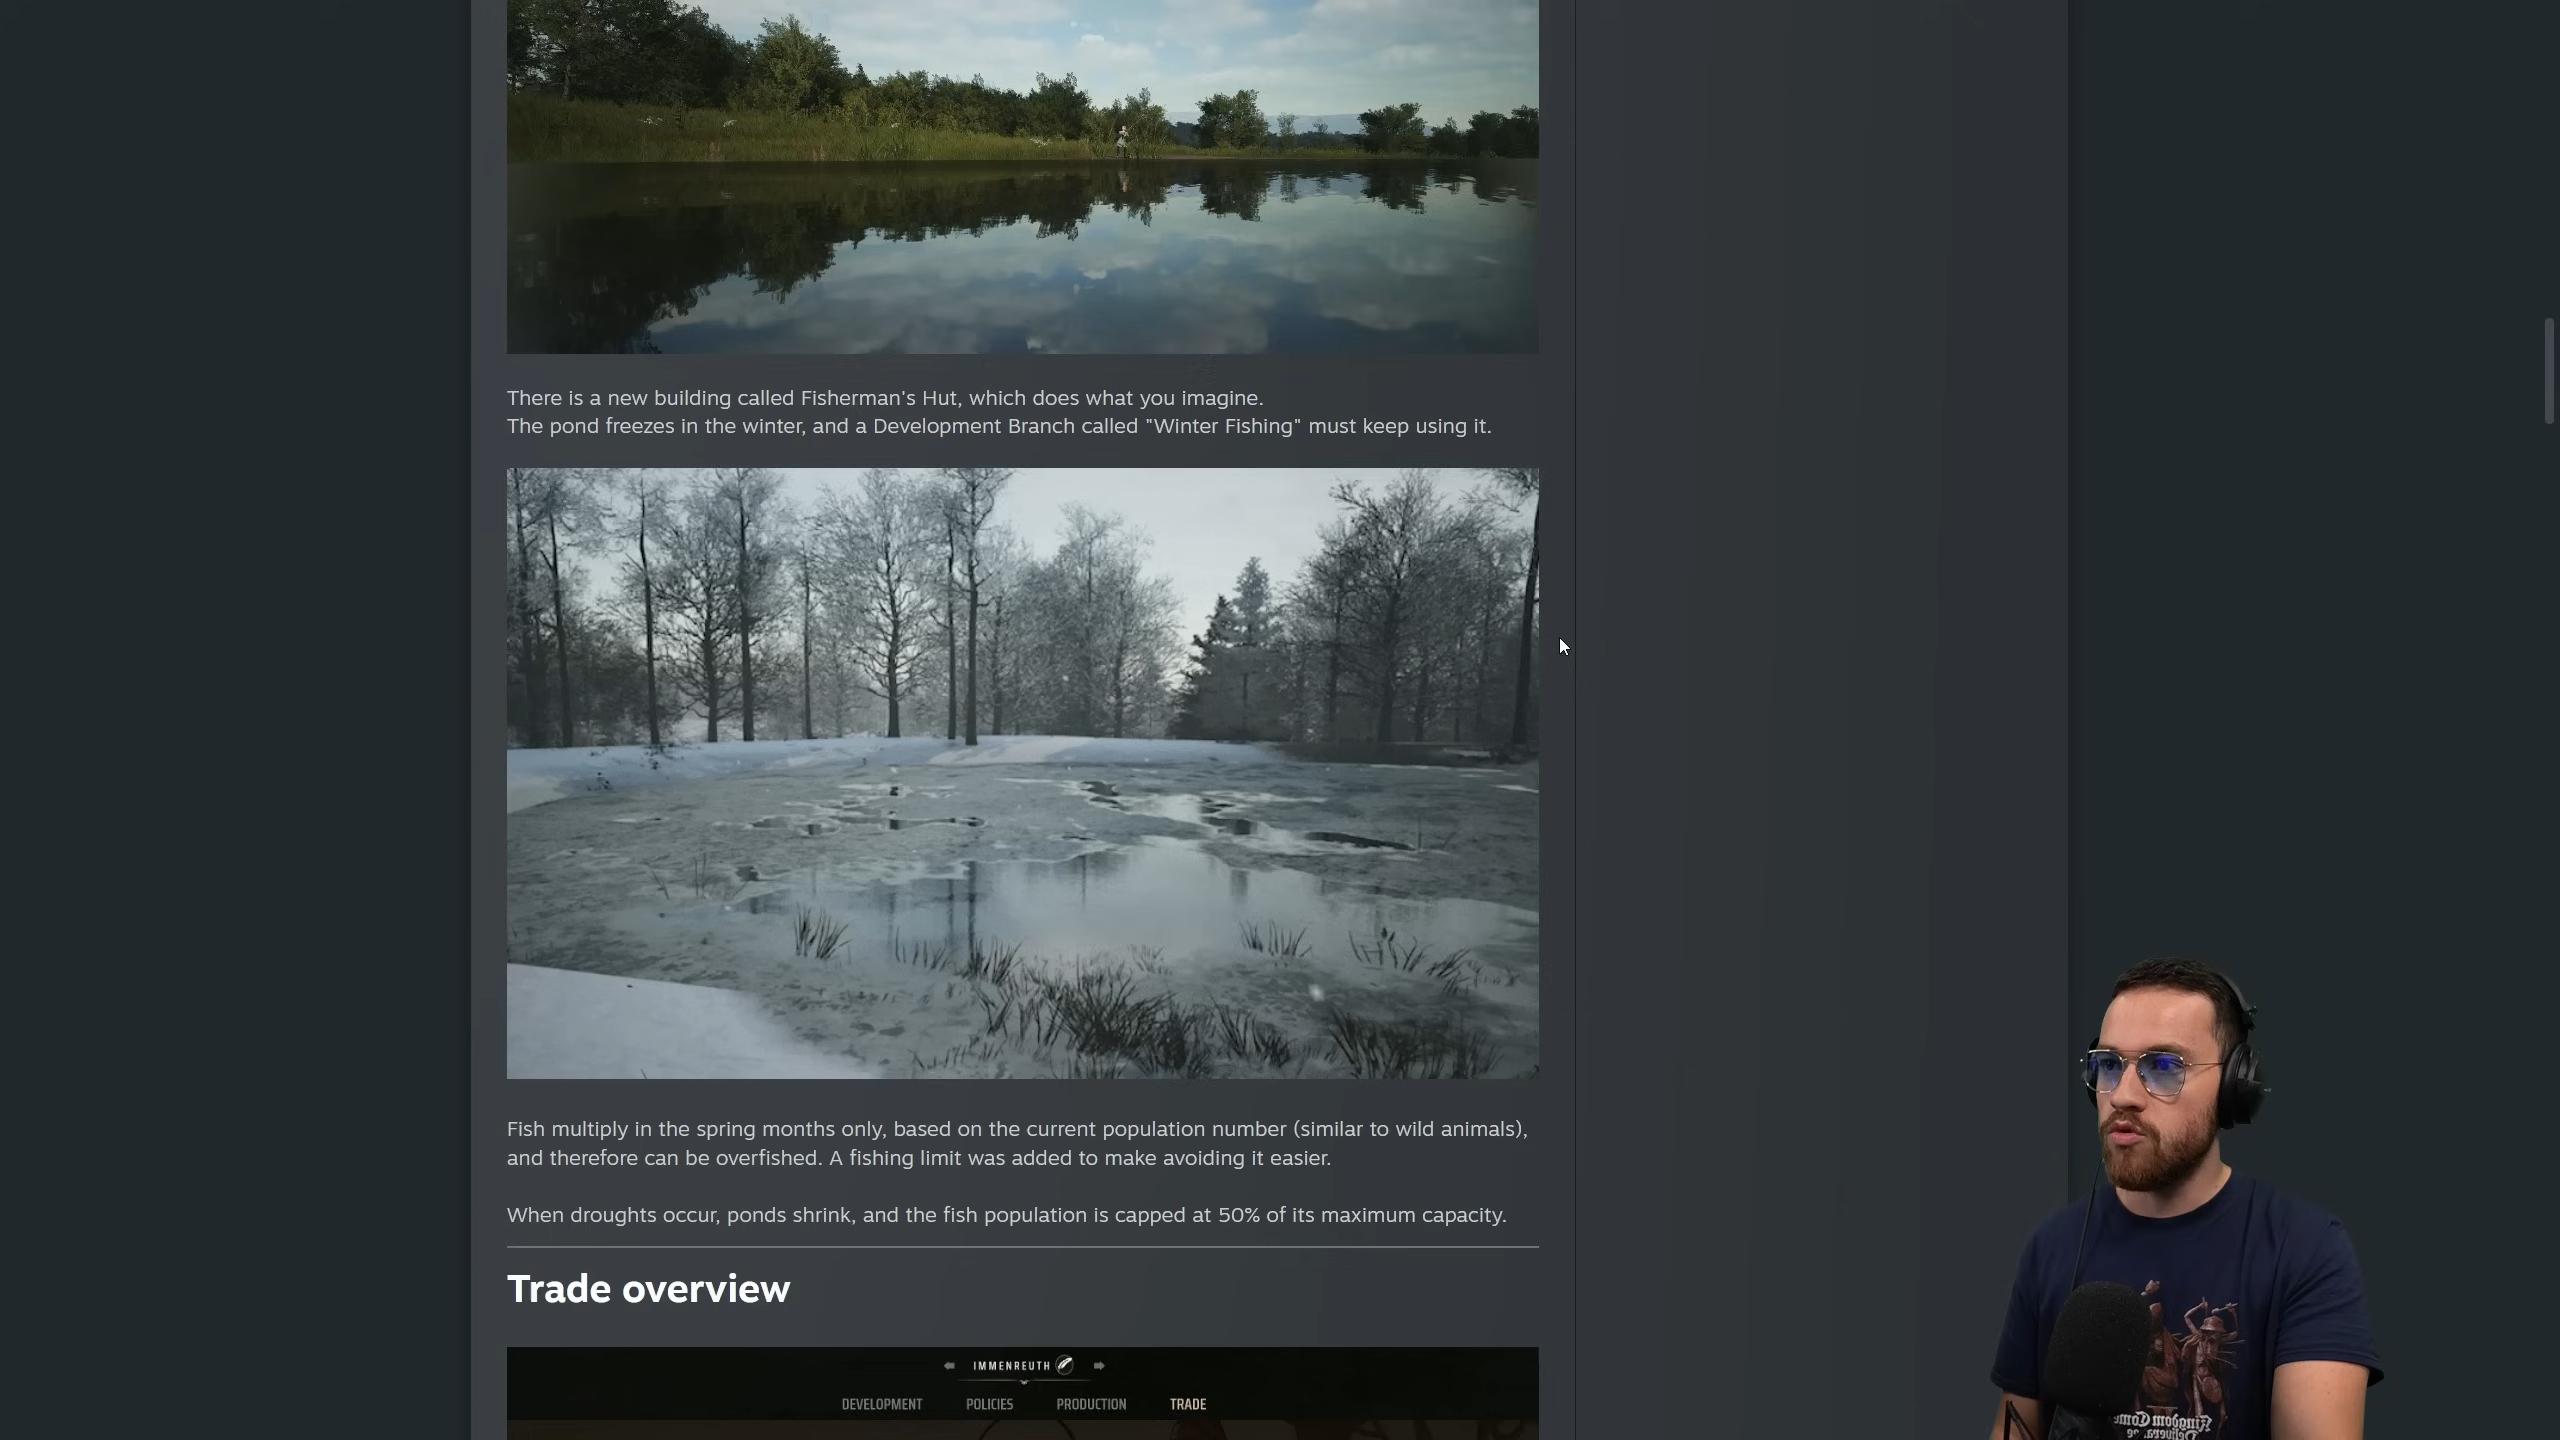 There is a new building called Fisherman's Hut, which does what you imagine.
The pond freezes in the winter, and a Development Branch called "Winter Fishing" must keep using it.
Fish multiply in the spring months only, based on the current population number (similar to wild animals),
and therefore can be overfished. A fishing limit was added to make avoiding it easier.
When droughts occur, ponds shrink, and the fish population is capped at 50% of its maximum capacity.
Trade overview
IMMENREUTH
DEVELOPMENT POLICIES PRODUCTION TRADE
Kingdom Come